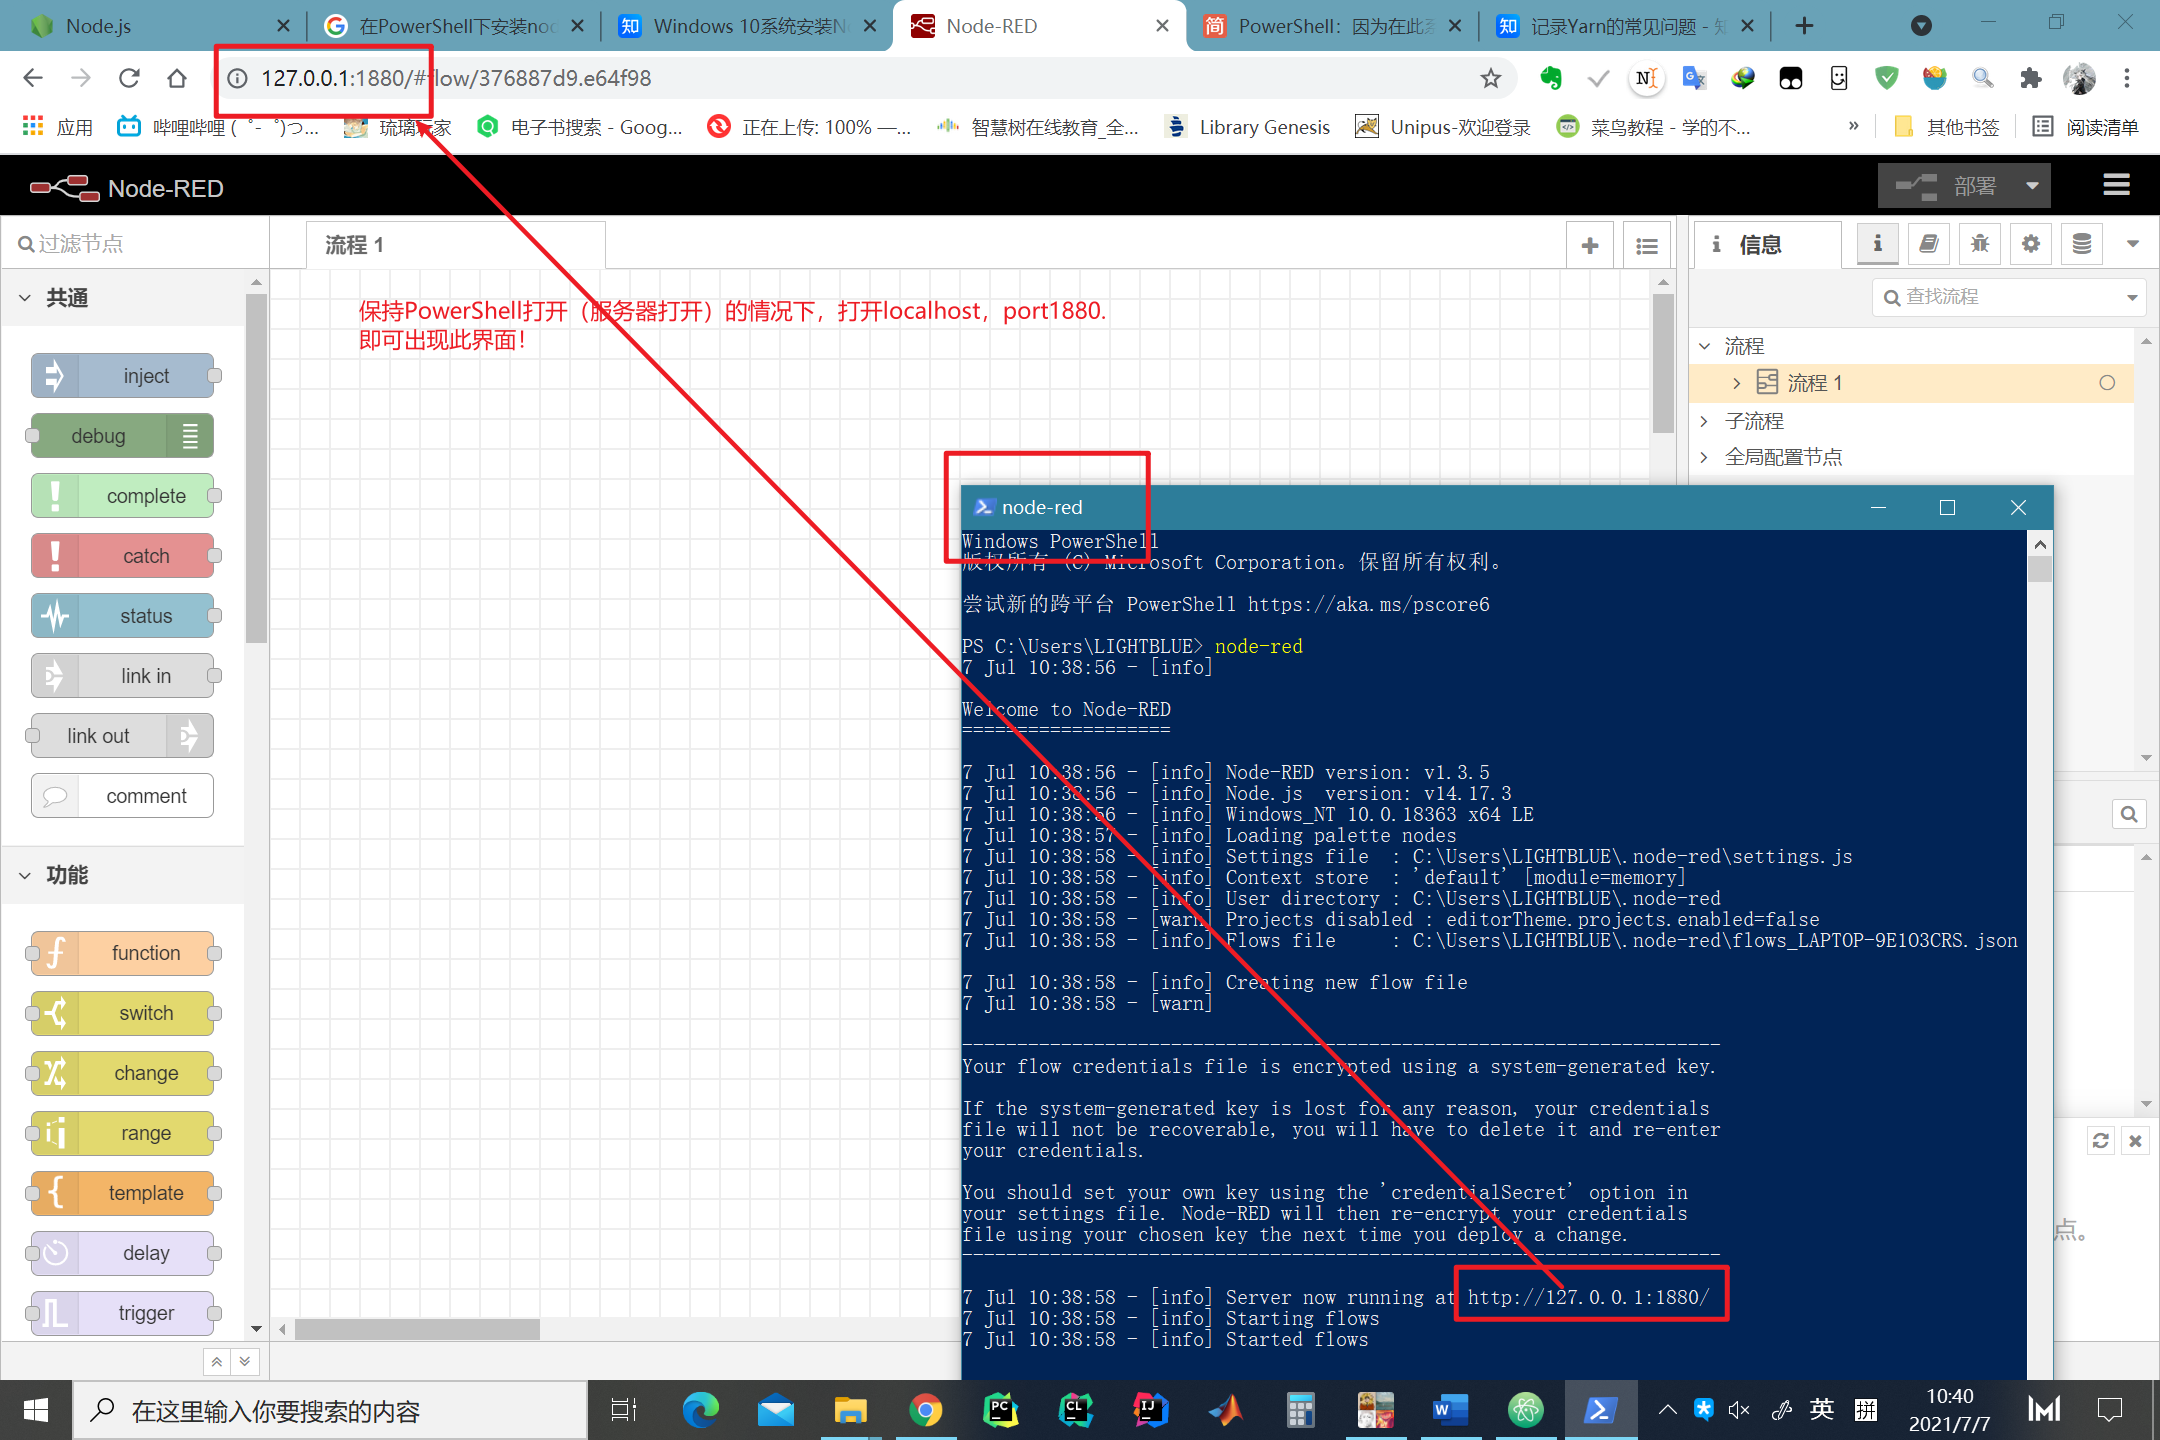 Node.js
在PowerShell下安装noc
Windows 10系统安装N
Node-RED
PowerShell：因为在此系
记录Yarn的常见问题 - 知
127.0.0.1:1880/#flow/376887d9.e64f98
应用
哔哩哔哩 (゜-゜)つ...
琉璃玩家
电子书搜索 - Goog...
正在上传: 100% —...
智慧树在线教育_全...
Library Genesis
Unipus-欢迎登录
菜鸟教程 - 学的不...
»
其他书签
阅读清单
Node-RED
部署
过滤节点
流程 1
信息
查找流程
共通
inject
debug
complete
catch
status
link in
link out
comment
功能
function
switch
change
range
template
delay
trigger
保持PowerShell打开（服务器打开）的情况下，打开localhost，port1880.
即可出现此界面！
流程
流程 1
子流程
全局配置节点
点。
node-red
Windows PowerShell
版权所有 (C) Microsoft Corporation。保留所有权利。
尝试新的跨平台 PowerShell https://aka.ms/pscore6
PS C:\Users\LIGHTBLUE> node-red
7 Jul 10:38:56 - [info]
Welcome to Node-RED
===================
7 Jul 10:38:56 - [info] Node-RED version: v1.3.5
7 Jul 10:38:56 - [info] Node.js  version: v14.17.3
7 Jul 10:38:56 - [info] Windows_NT 10.0.18363 x64 LE
7 Jul 10:38:57 - [info] Loading palette nodes
7 Jul 10:38:58 - [info] Settings file  : C:\Users\LIGHTBLUE\.node-red\settings.js
7 Jul 10:38:58 - [info] Context store  : 'default' [module=memory]
7 Jul 10:38:58 - [info] User directory : C:\Users\LIGHTBLUE\.node-red
7 Jul 10:38:58 - [warn] Projects disabled : editorTheme.projects.enabled=false
7 Jul 10:38:58 - [info] Flows file     : C:\Users\LIGHTBLUE\.node-red\flows_LAPTOP-9E1O3CRS.json
7 Jul 10:38:58 - [info] Creating new flow file
7 Jul 10:38:58 - [warn]
---------------------------------------------------------------------
Your flow credentials file is encrypted using a system-generated key.
If the system-generated key is lost for any reason, your credentials
file will not be recoverable, you will have to delete it and re-enter
your credentials.
You should set your own key using the 'credentialSecret' option in
your settings file. Node-RED will then re-encrypt your credentials
file using your chosen key the next time you deploy a change.
---------------------------------------------------------------------
7 Jul 10:38:58 - [info] Server now running at http://127.0.0.1:1880/
7 Jul 10:38:58 - [info] Starting flows
7 Jul 10:38:58 - [info] Started flows
在这里输入你要搜索的内容
英
拼
10:40
2021/7/7